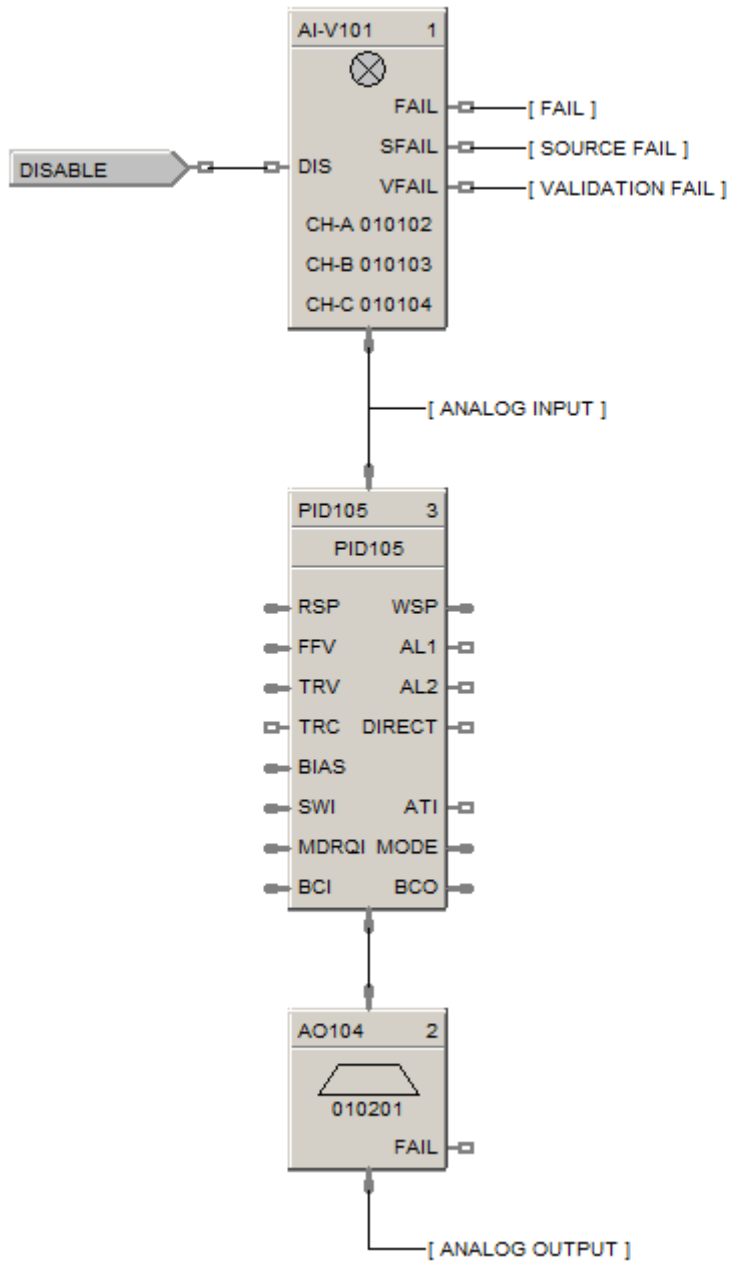 AI-V101 1
FAIL [ FAIL ]
SFAIL [ SOURCE FAIL ]
DISABLE DIS
VFAIL [ VALIDATION FAIL ]
CH-A 010102
CH-B 010103
CH-C 010104
[ ANALOG INPUT ]
PID105 3
PID105
RSP WSP
FFV AL1
TRV AL2
TRC DIRECT
BIAS
SWI ATI
MDRQI MODE
BCI BCO
AO104 2
010201
FAIL
[ ANALOG OUTPUT ]